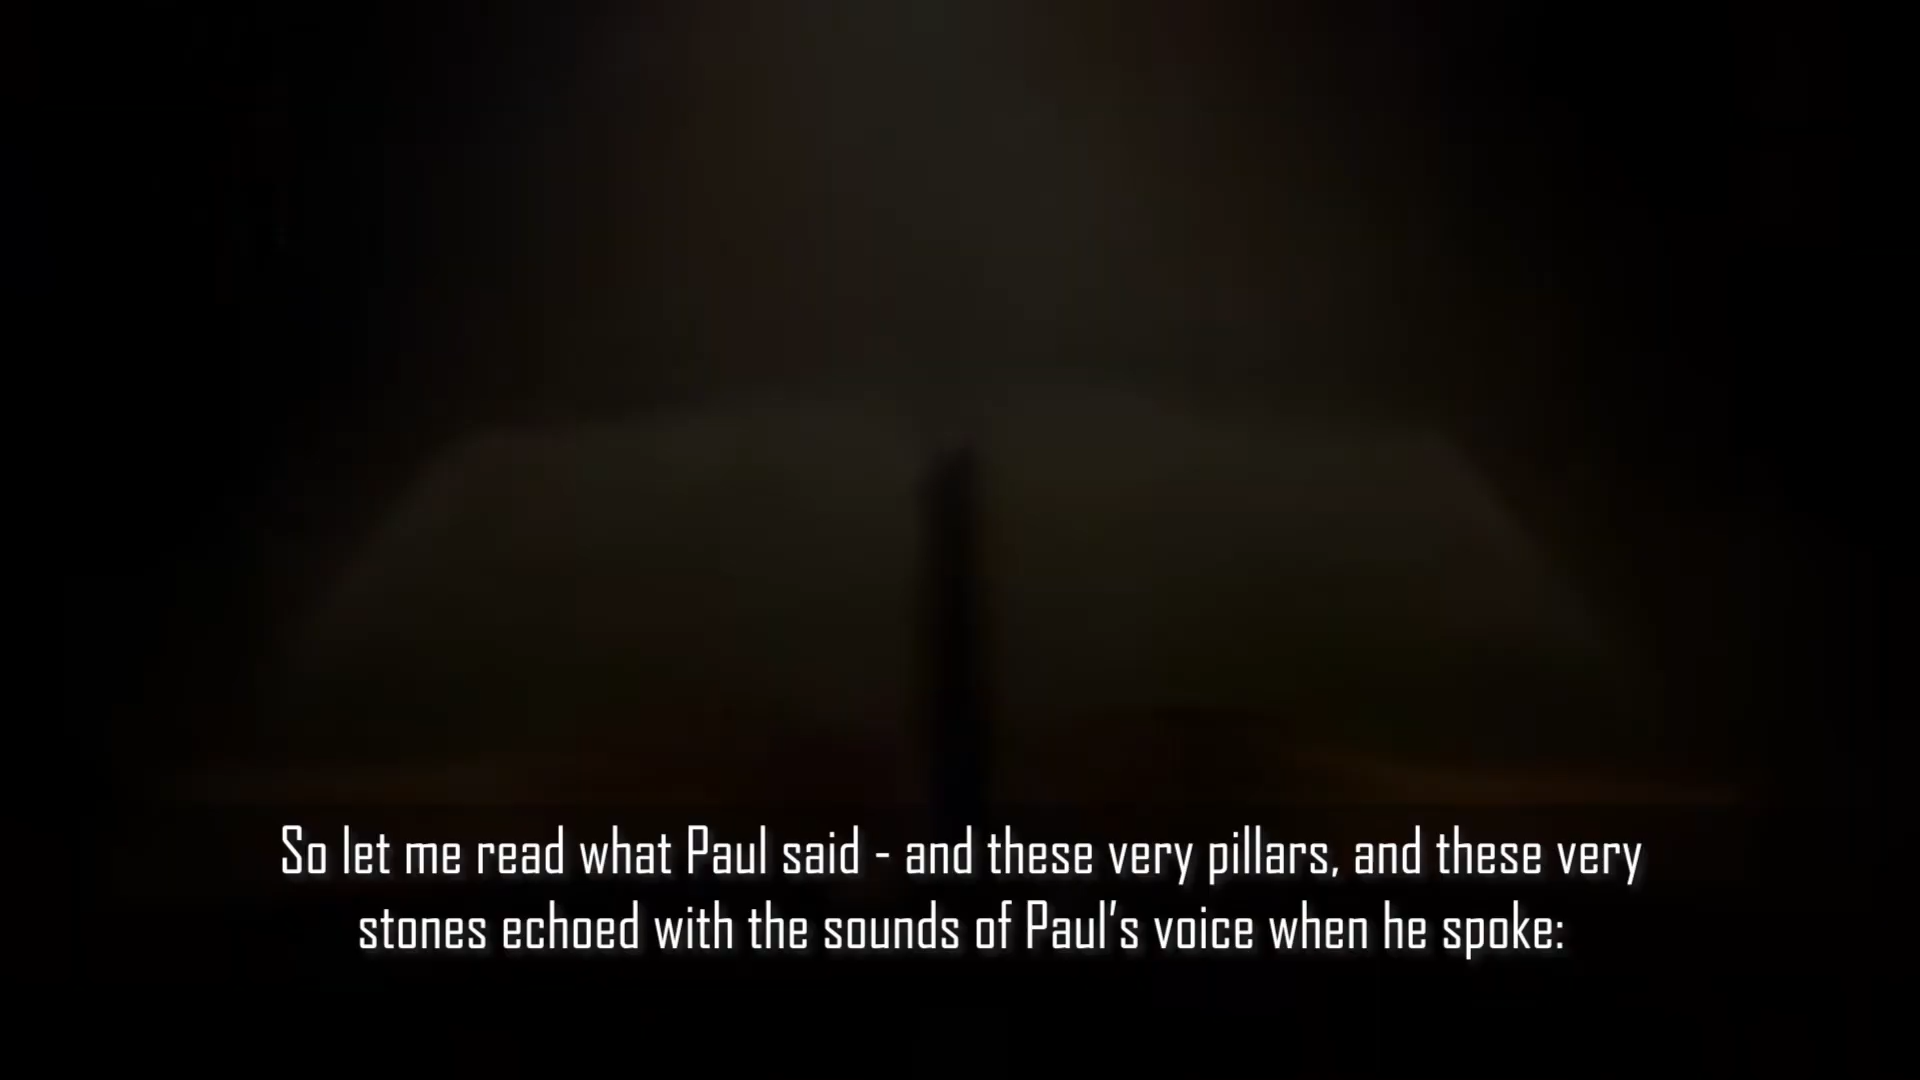 So let me read what Paul said - and these very pillars, and these very
stones echoed with the sounds of Paul's voice when he spoke: